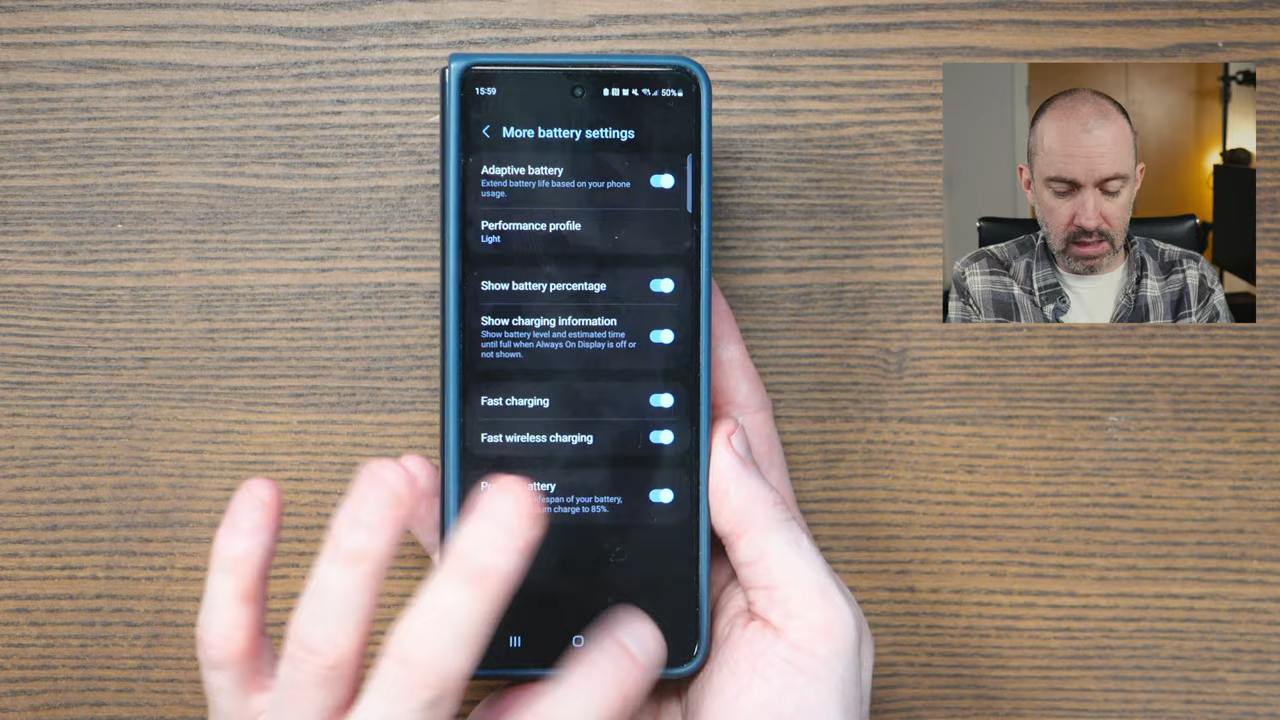 15:59
50%
More battery settings
Adaptive battery
Extend battery life based on your phone
usage.
Performance profile
Light
Show battery percentage
Show charging information
Show battery level and estimated time
until full when Always On Display is off or
not shown.
Fast charging
Fast wireless charging
battery
lifespan of your battery,
charge to 85%.